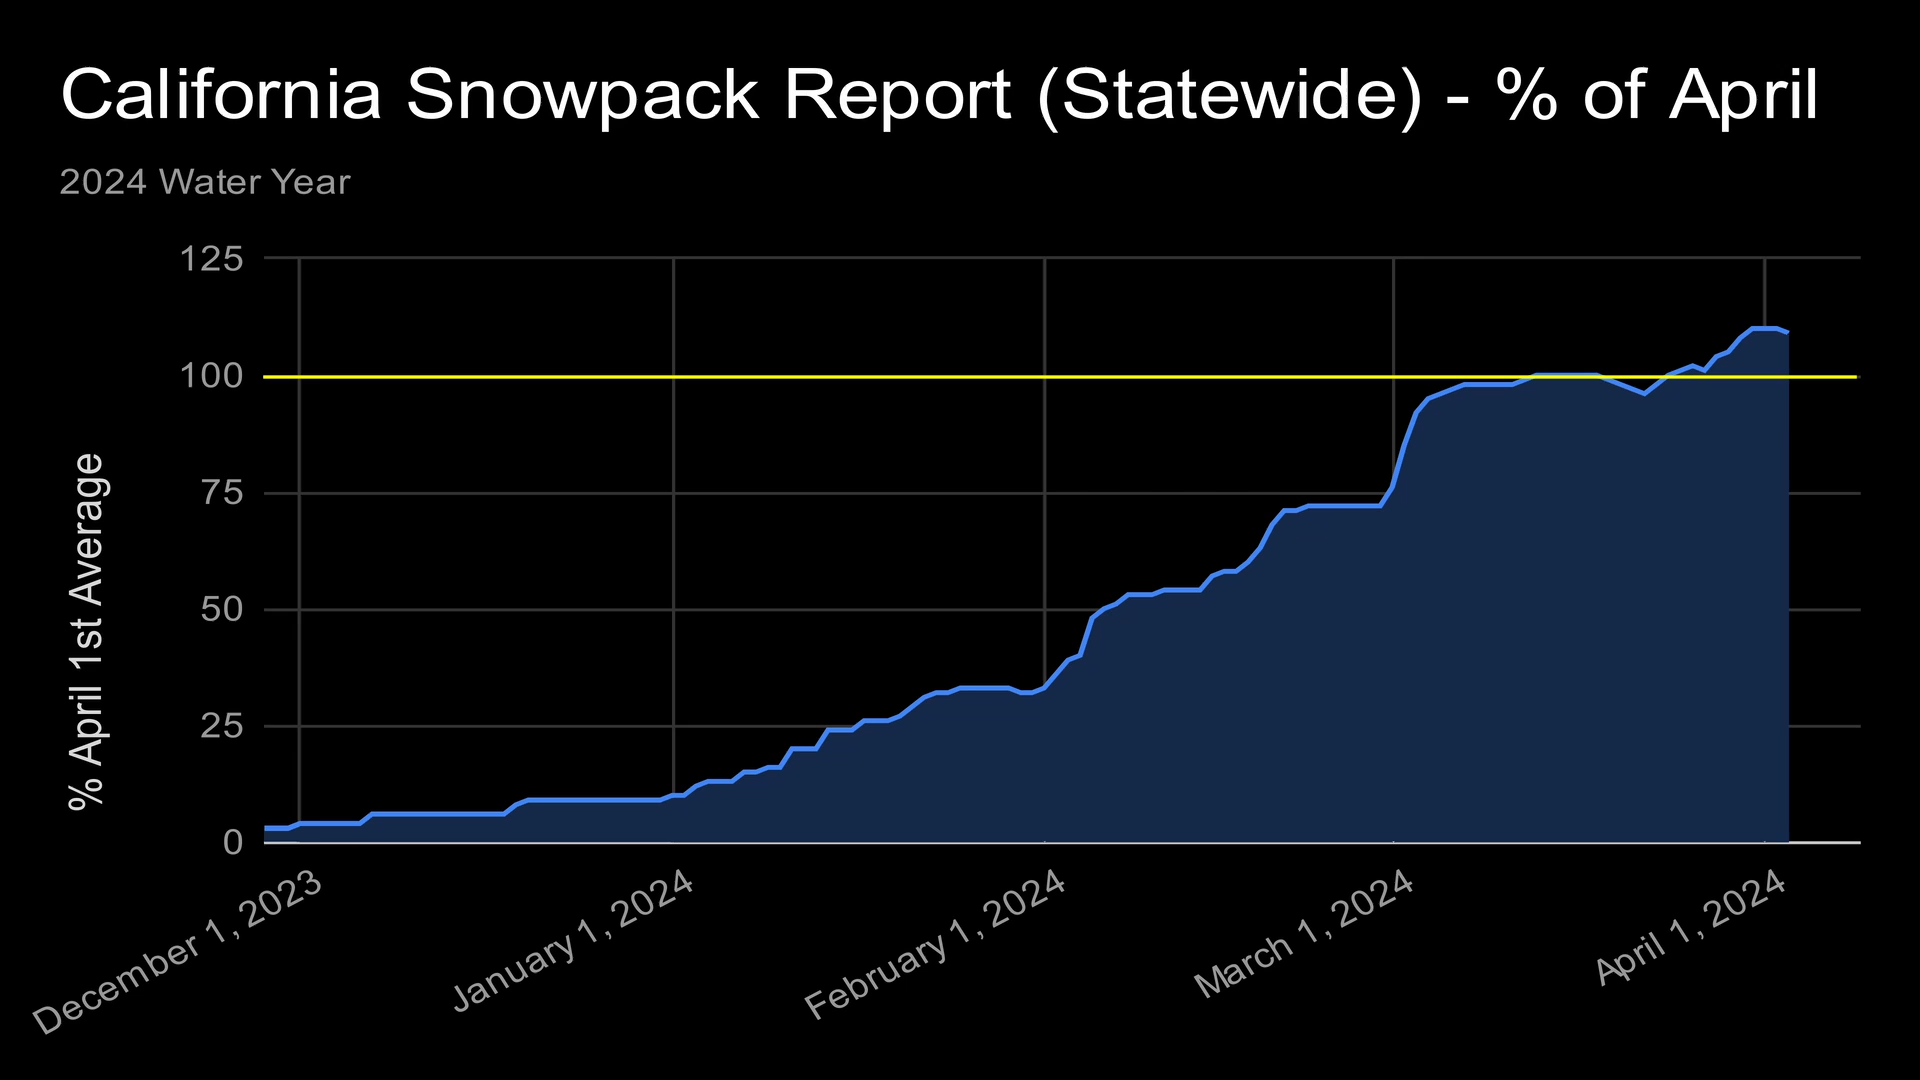 California Snowpack Report (Statewide) - % of April
2024 Water Year
% April 1st Average
125
100
75
50
25
0
December 1, 2023
January 1, 2024
February 1, 2024
March 1, 2024
April 1, 2024